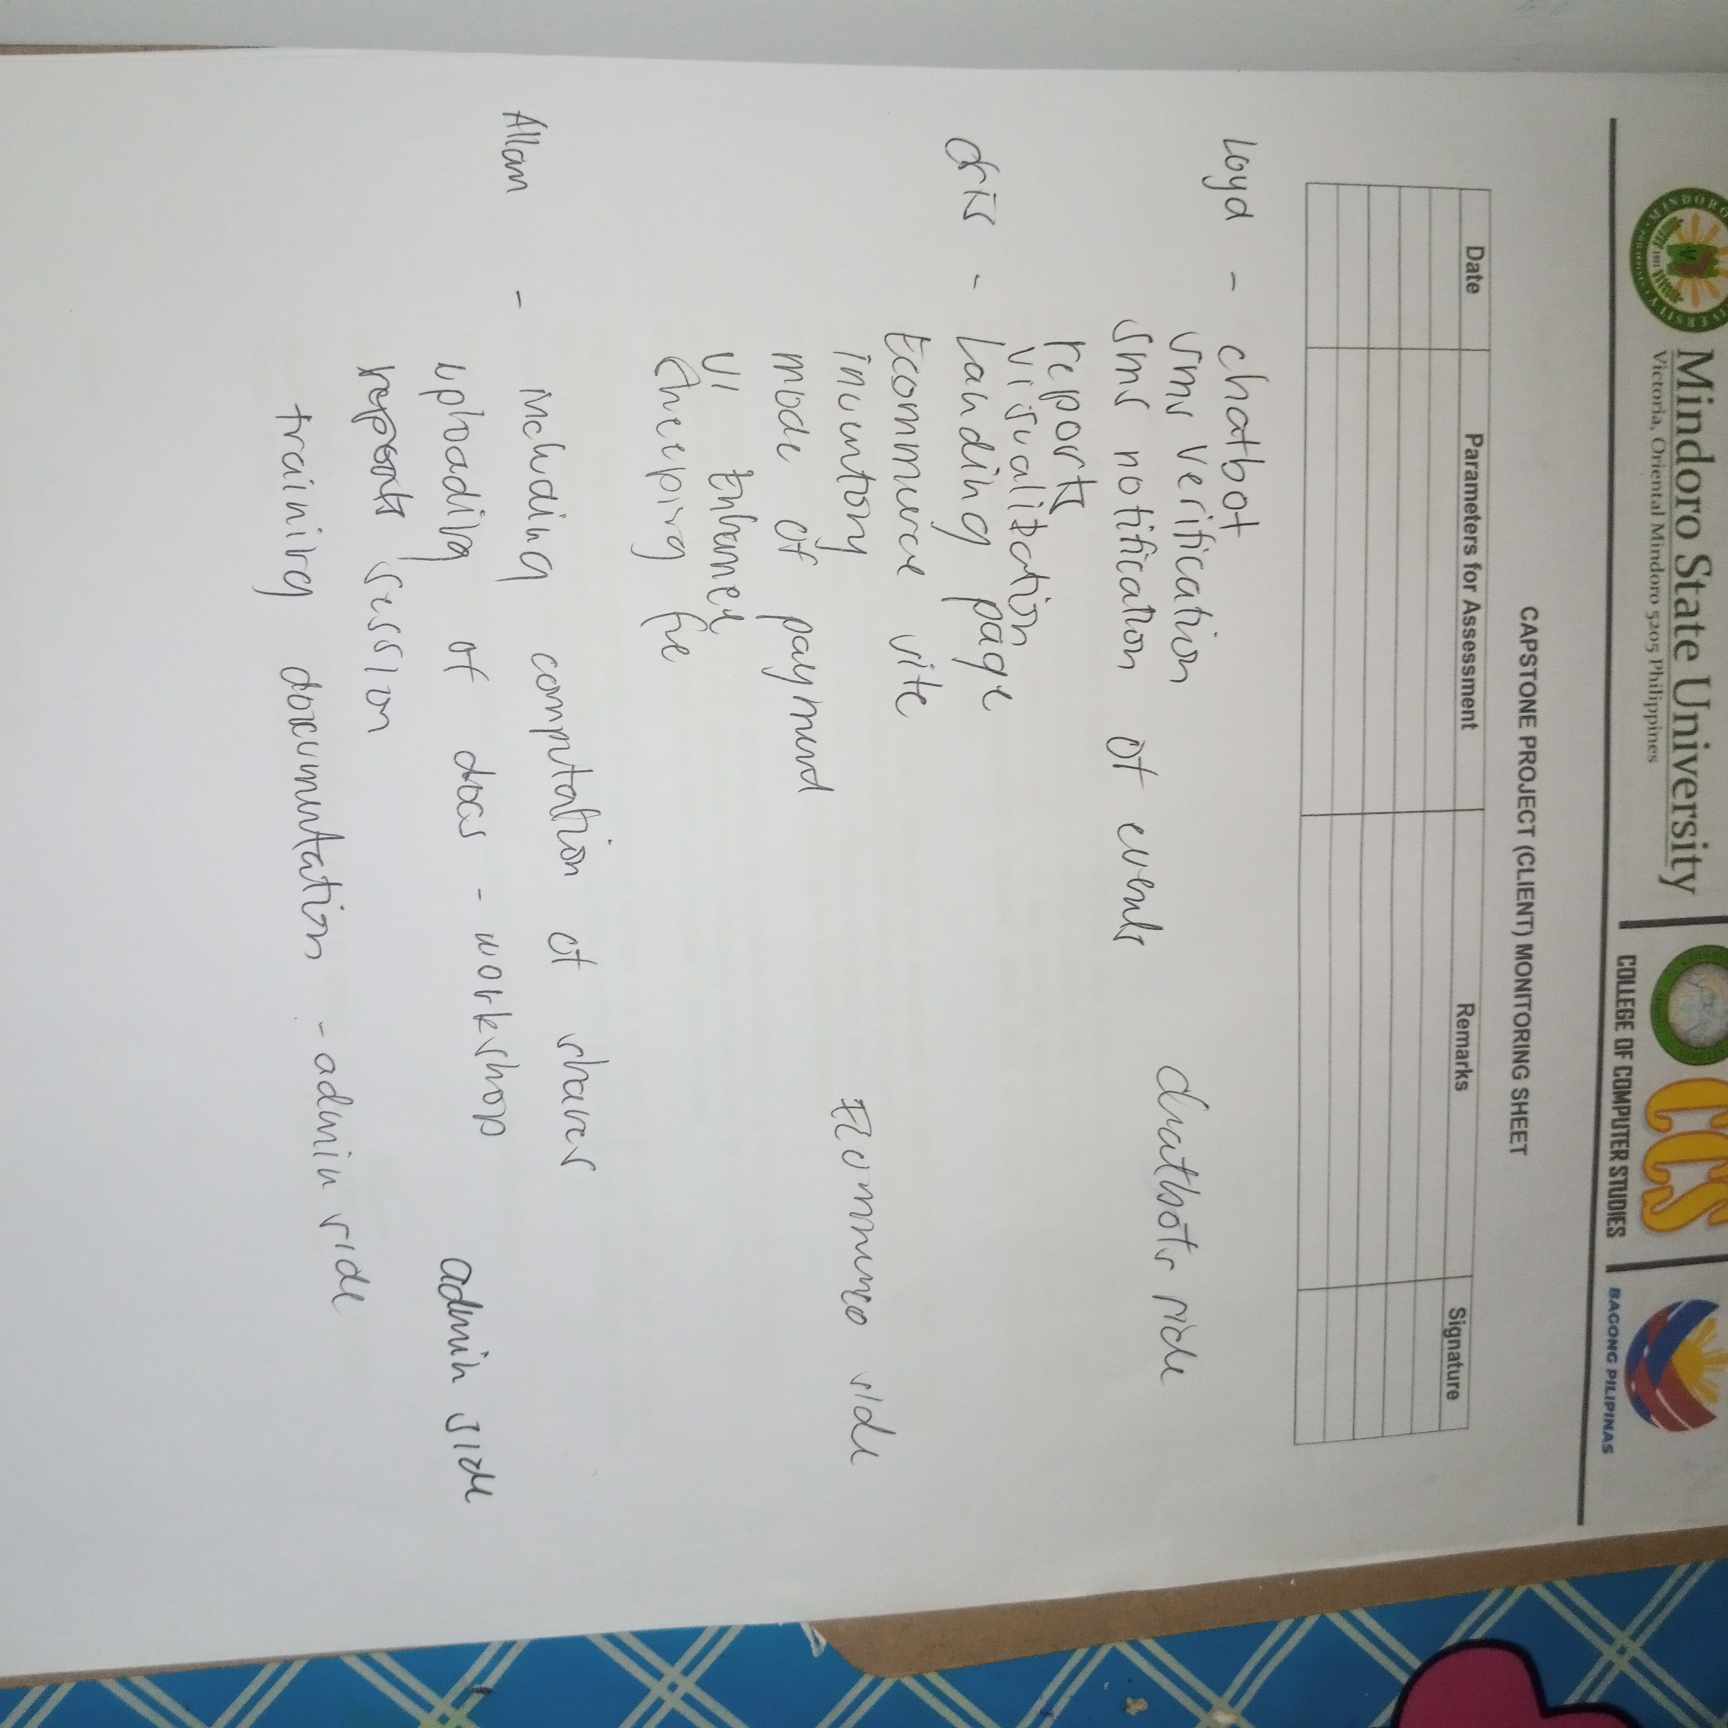 Mindoro State University
Victoria, Oriental Mindoro 5205 Philippines
CCS
COLLEGE OF COMPUTER STUDIES
BAGONG PILIPINAS
CAPSTONE PROJECT (CLIENT) MONITORING SHEET
Date Parameters for Assessment Remarks Signature
Loyd - chatbot
sms verification
chatbots side
sms notification of events
reports
visualization
cris - Landing page
Ecommerce site
inventory
Ecommerce side
mode of payment
UI Enhance
sheeping fee
Allan - including computation of shares
uploading of docs - workshop
admin side
reports session
training documentation - admin side